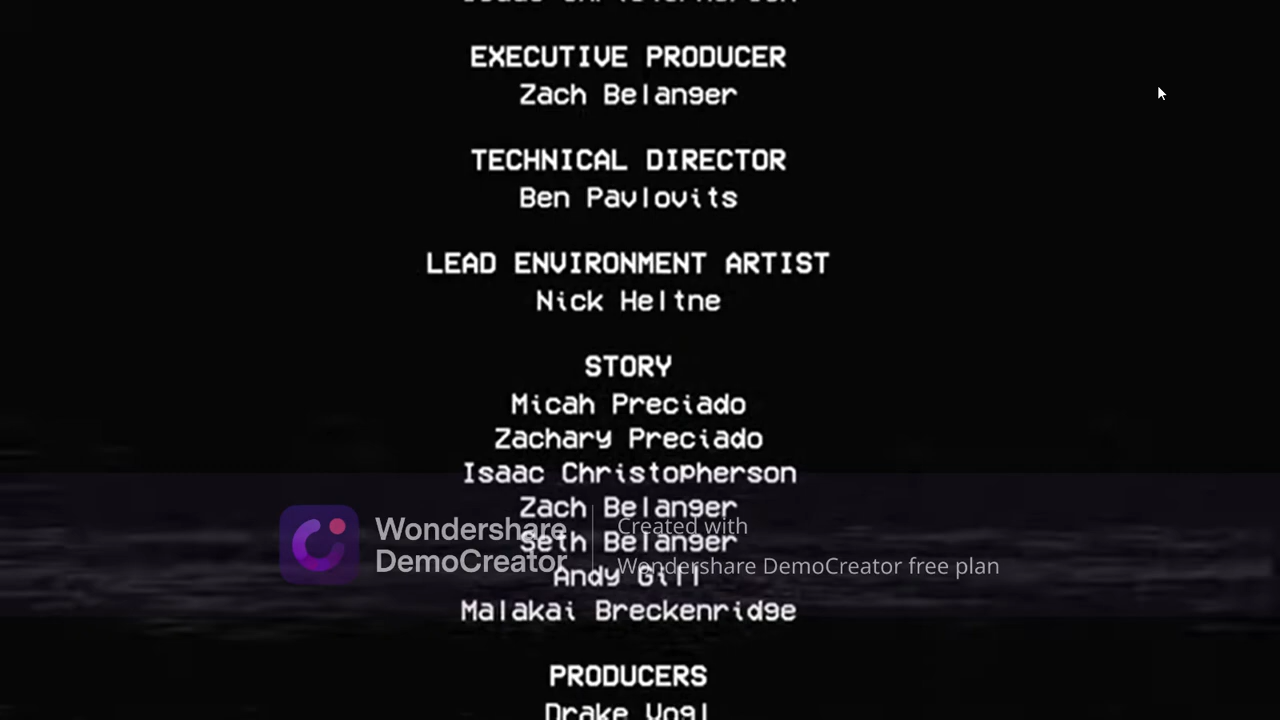 EXECUTIVE PRODUCER
Zach Belanger
TECHNICAL DIRECTOR
Ben Pavlovits
LEAD ENVIRONMENT ARTIST
Nick Heltne
STORY
Micah Preciado
Zachary Preciado
Isaac Christopherson
Zach Belanger
Seth Belanger
Andy Gill
Malakai Breckenridge
Wondershare
DemoCreator
Created with
Wondershare DemoCreator free plan
PRODUCERS
Drake Vogl